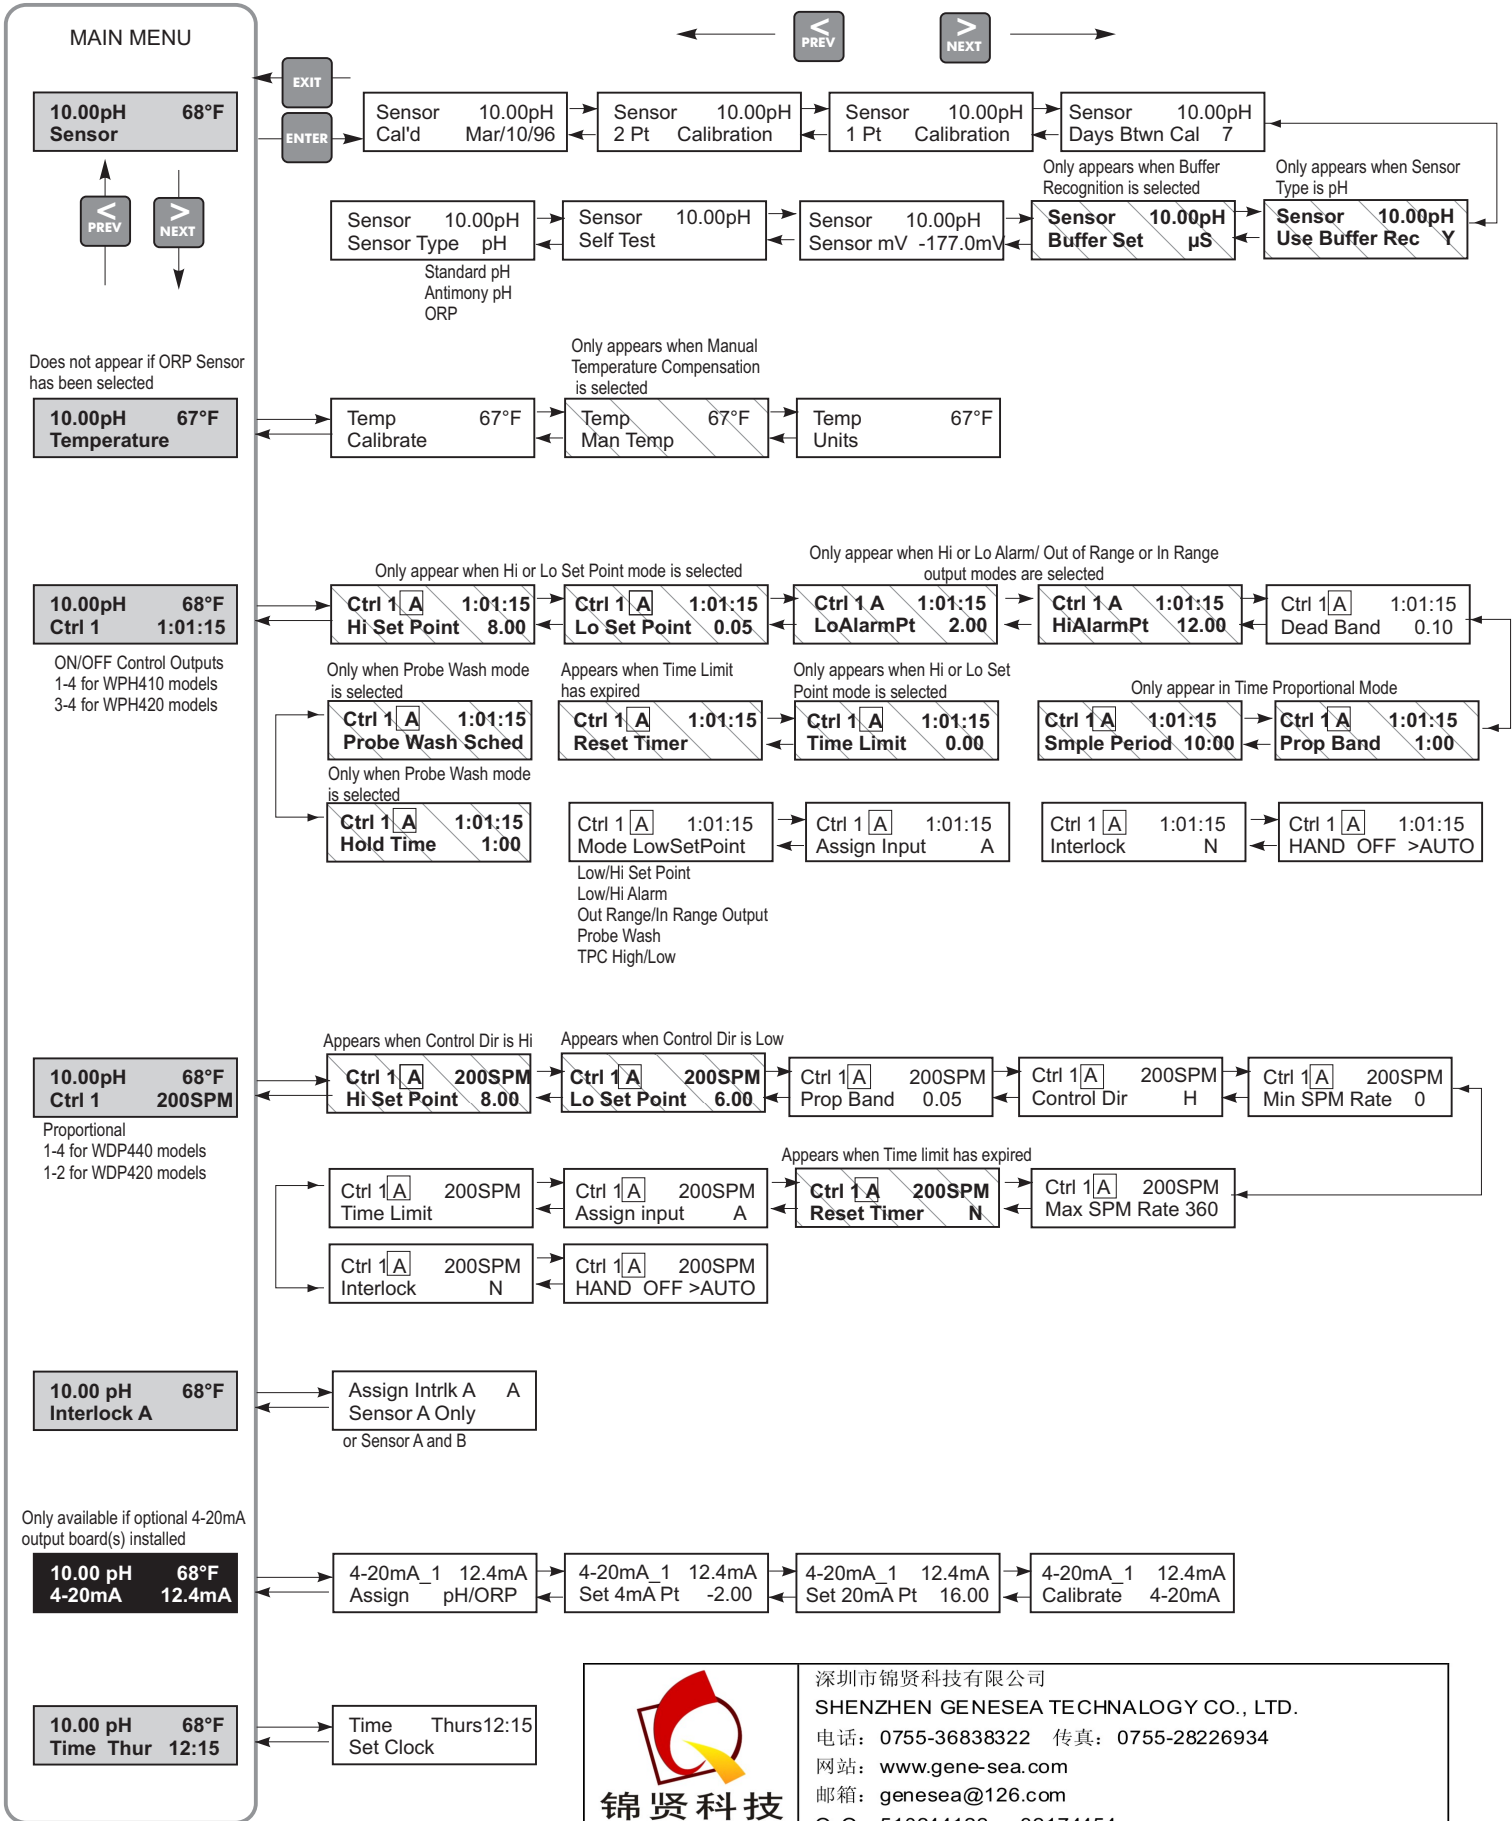 MAIN MENU
< PREV
> NEXT
EXIT
ENTER
10.00pH 68°F
Sensor
Sensor 10.00pH
Cal'd Mar/10/96
Sensor 10.00pH
2 Pt Calibration
Sensor 10.00pH
1 Pt Calibration
Sensor 10.00pH
Days Btwn Cal 7
< PREV
> NEXT
Only appears when Buffer
Recognition is selected
Only appears when Sensor
Type is pH
Sensor 10.00pH
Sensor Type pH
Sensor 10.00pH
Self Test
Sensor 10.00pH
Sensor mV -177.0mV
Sensor 10.00pH
Buffer Set µS
Sensor 10.00pH
Use Buffer Rec Y
Standard pH
Antimony pH
ORP
Does not appear if ORP Sensor
has been selected
10.00pH 67°F
Temperature
Only appears when Manual
Temperature Compensation
is selected
Temp 67°F
Calibrate
Temp 67°F
Man Temp
Temp 67°F
Units
Only appear when Hi or Lo Set Point mode is selected
Only appear when Hi or Lo Alarm/ Out of Range or In Range
output modes are selected
10.00pH 68°F
Ctrl 1 1:01:15
ON/OFF Control Outputs
1-4 for WPH410 models
3-4 for WPH420 models
Ctrl 1 A 1:01:15
Hi Set Point 8.00
Ctrl 1 A 1:01:15
Lo Set Point 0.05
Ctrl 1 A 1:01:15
LoAlarmPt 2.00
Ctrl 1 A 1:01:15
HiAlarmPt 12.00
Ctrl 1 A 1:01:15
Dead Band 0.10
Only when Probe Wash mode
is selected
Appears when Time Limit
has expired
Only appears when Hi or Lo Set
Point mode is selected
Only appear in Time Proportional Mode
Ctrl 1 A 1:01:15
Probe Wash Sched
Ctrl 1 A 1:01:15
Reset Timer
Ctrl 1 A 1:01:15
Time Limit 0.00
Ctrl 1 A 1:01:15
Smple Period 10:00
Ctrl 1 A 1:01:15
Prop Band 1:00
Only when Probe Wash mode
is selected
Ctrl 1 A 1:01:15
Hold Time 1:00
Ctrl 1 A 1:01:15
Mode LowSetPoint
Ctrl 1 A 1:01:15
Assign Input A
Ctrl 1 A 1:01:15
Interlock N
Ctrl 1 A 1:01:15
HAND OFF >AUTO
Low/Hi Set Point
Low/Hi Alarm
Out Range/In Range Output
Probe Wash
TPC High/Low
Appears when Control Dir is Hi
Appears when Control Dir is Low
10.00pH 68°F
Ctrl 1 200SPM
Proportional
1-4 for WDP440 models
1-2 for WDP420 models
Ctrl 1 A 200SPM
Hi Set Point 8.00
Ctrl 1 A 200SPM
Lo Set Point 6.00
Ctrl 1 A 200SPM
Prop Band 0.05
Ctrl 1 A 200SPM
Control Dir H
Ctrl 1 A 200SPM
Min SPM Rate 0
Appears when Time limit has expired
Ctrl 1 A 200SPM
Time Limit
Ctrl 1 A 200SPM
Assign input A
Ctrl 1 A 200SPM
Reset Timer N
Ctrl 1 A 200SPM
Max SPM Rate 360
Ctrl 1 A 200SPM
Interlock N
Ctrl 1 A 200SPM
HAND OFF >AUTO
10.00 pH 68°F
Interlock A
Assign Intrlk A A
Sensor A Only
or Sensor A and B
Only available if optional 4-20mA
output board(s) installed
10.00 pH 68°F
4-20mA 12.4mA
4-20mA_1 12.4mA
Assign pH/ORP
4-20mA_1 12.4mA
Set 4mA Pt -2.00
4-20mA_1 12.4mA
Set 20mA Pt 16.00
4-20mA_1 12.4mA
Calibrate 4-20mA
10.00 pH 68°F
Time Thur 12:15
Time Thurs12:15
Set Clock
锦贤科技
深圳市锦贤科技有限公司
SHENZHEN GENESEA TECHNALOGY CO., LTD.
电话：0755-36838322 传真：0755-28226934
网站：www.gene-sea.com
邮箱：genesea@126.com